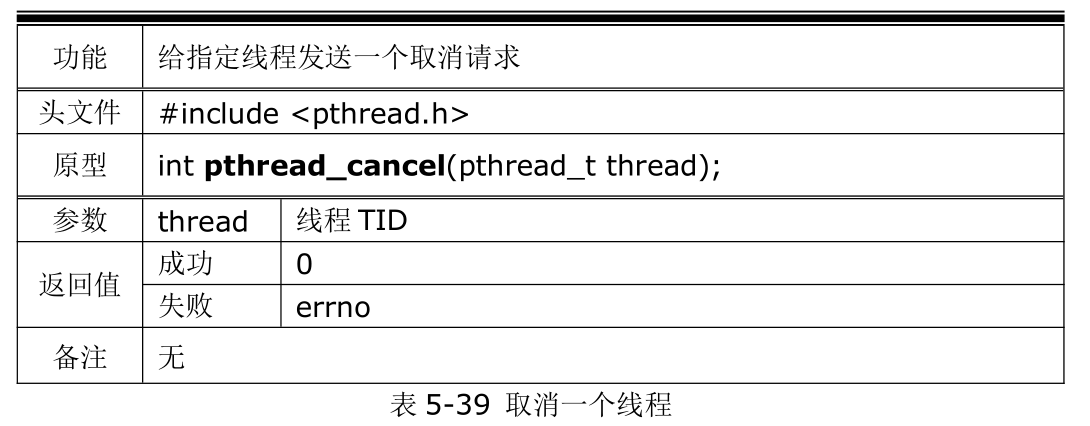 功能 给指定线程发送一个取消请求
头文件 #include <pthread.h>
原型 int pthread_cancel(pthread_t thread);
参数 thread 线程 TID
返回值 成功 0
失败 errno
备注 无
表 5-39 取消一个线程